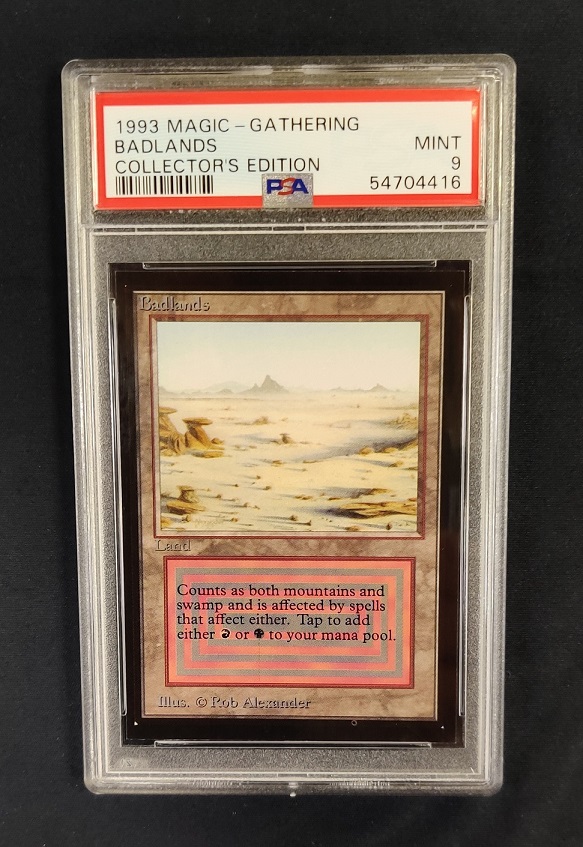 1993 MAGIC - GATHERING
BADLANDS MINT
COLLECTOR'S EDITION 9
PSA 54704416
Badlands
Land
Counts as both mountains and
swamp and is affected by spells
that affect either. Tap to add
either or to your mana pool.
Illus. © Rob Alexander